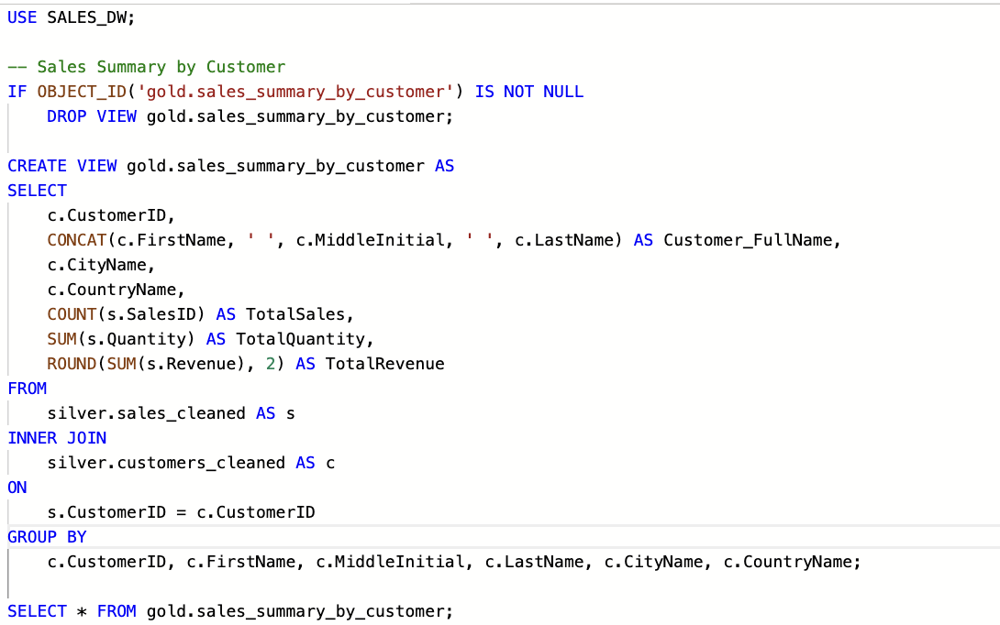 USE SALES_DW;
-- Sales Summary by Customer
IF OBJECT_ID('gold.sales_summary_by_customer') IS NOT NULL
    DROP VIEW gold.sales_summary_by_customer;
CREATE VIEW gold.sales_summary_by_customer AS
SELECT
    c.CustomerID,
    CONCAT(c.FirstName, ' ', c.MiddleInitial, ' ', c.LastName) AS Customer_FullName,
    c.CityName,
    c.CountryName,
    COUNT(s.SalesID) AS TotalSales,
    SUM(s.Quantity) AS TotalQuantity,
    ROUND(SUM(s.Revenue), 2) AS TotalRevenue
FROM
    silver.sales_cleaned AS s
INNER JOIN
    silver.customers_cleaned AS c
ON
    s.CustomerID = c.CustomerID
GROUP BY
    c.CustomerID, c.FirstName, c.MiddleInitial, c.LastName, c.CityName, c.CountryName;
SELECT * FROM gold.sales_summary_by_customer;